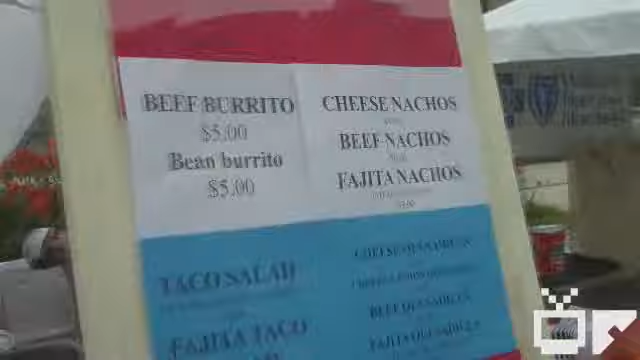 BEEF BURRITO
$5.00
Bean burrito
$5.00
CHEESE NACHOS
BEEF NACHOS
FAJITA NACHOS
TACO SALAD
FAJITA TACO
CHEESE QUESADILLA
BEEF QUESADILLA
FAJITA QUESADILLA